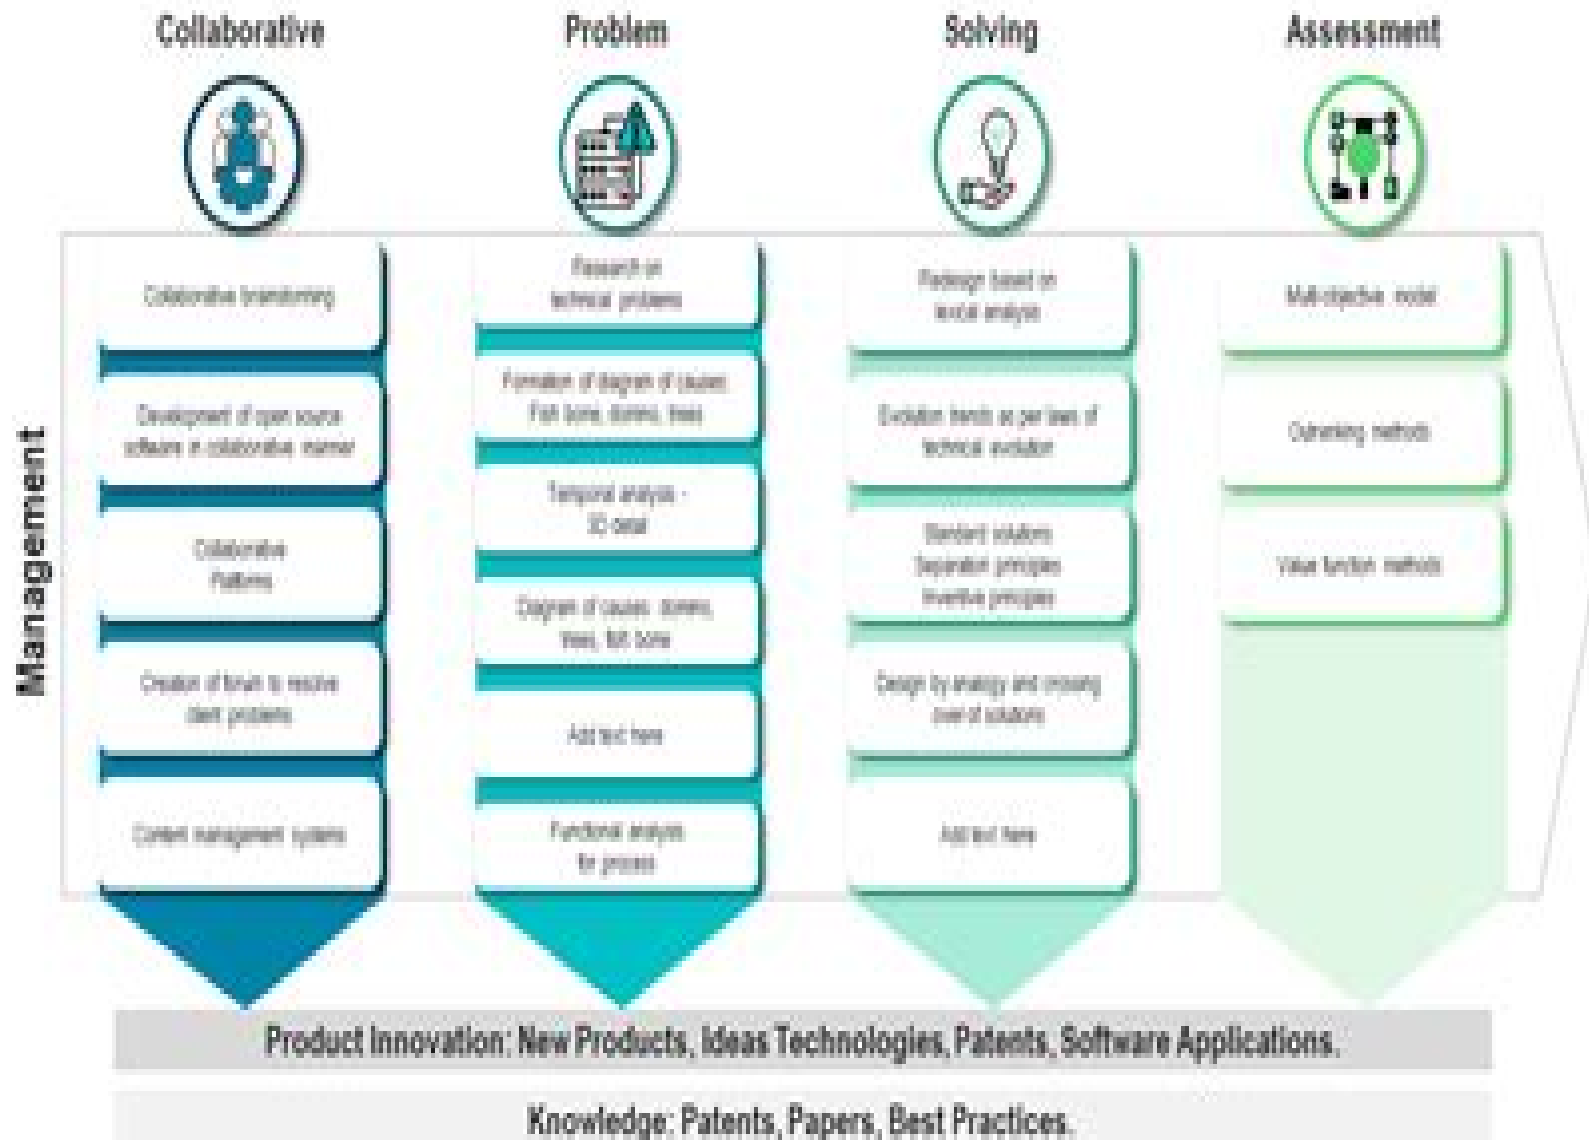 Collaborative
Problem
Solving
Assessment
Management
Collaborative brainstorming
Development of open source
software in collaborative manner
Collaborative
Platforms
Creation of forum to resolve
client problems
Content management systems
Research on
technical problems
Formation of diagram of causes
Fish bone, domino, trees
Temporal analysis -
3D detail
Diagram of causes domino,
trees, fish bone
Add text here
Functional analysis
for process
Redesign based on
lexical analysis
Evolution trends as per laws of
technical evolution
Standard solutions
Separation principles
Inventive principles
Design by analogy and crossing
over of solutions
Add text here
Multi-objective model
Outranking methods
Value function methods
Product Innovation: New Products, Ideas Technologies, Patents, Software Applications.
Knowledge: Patents, Papers, Best Practices.